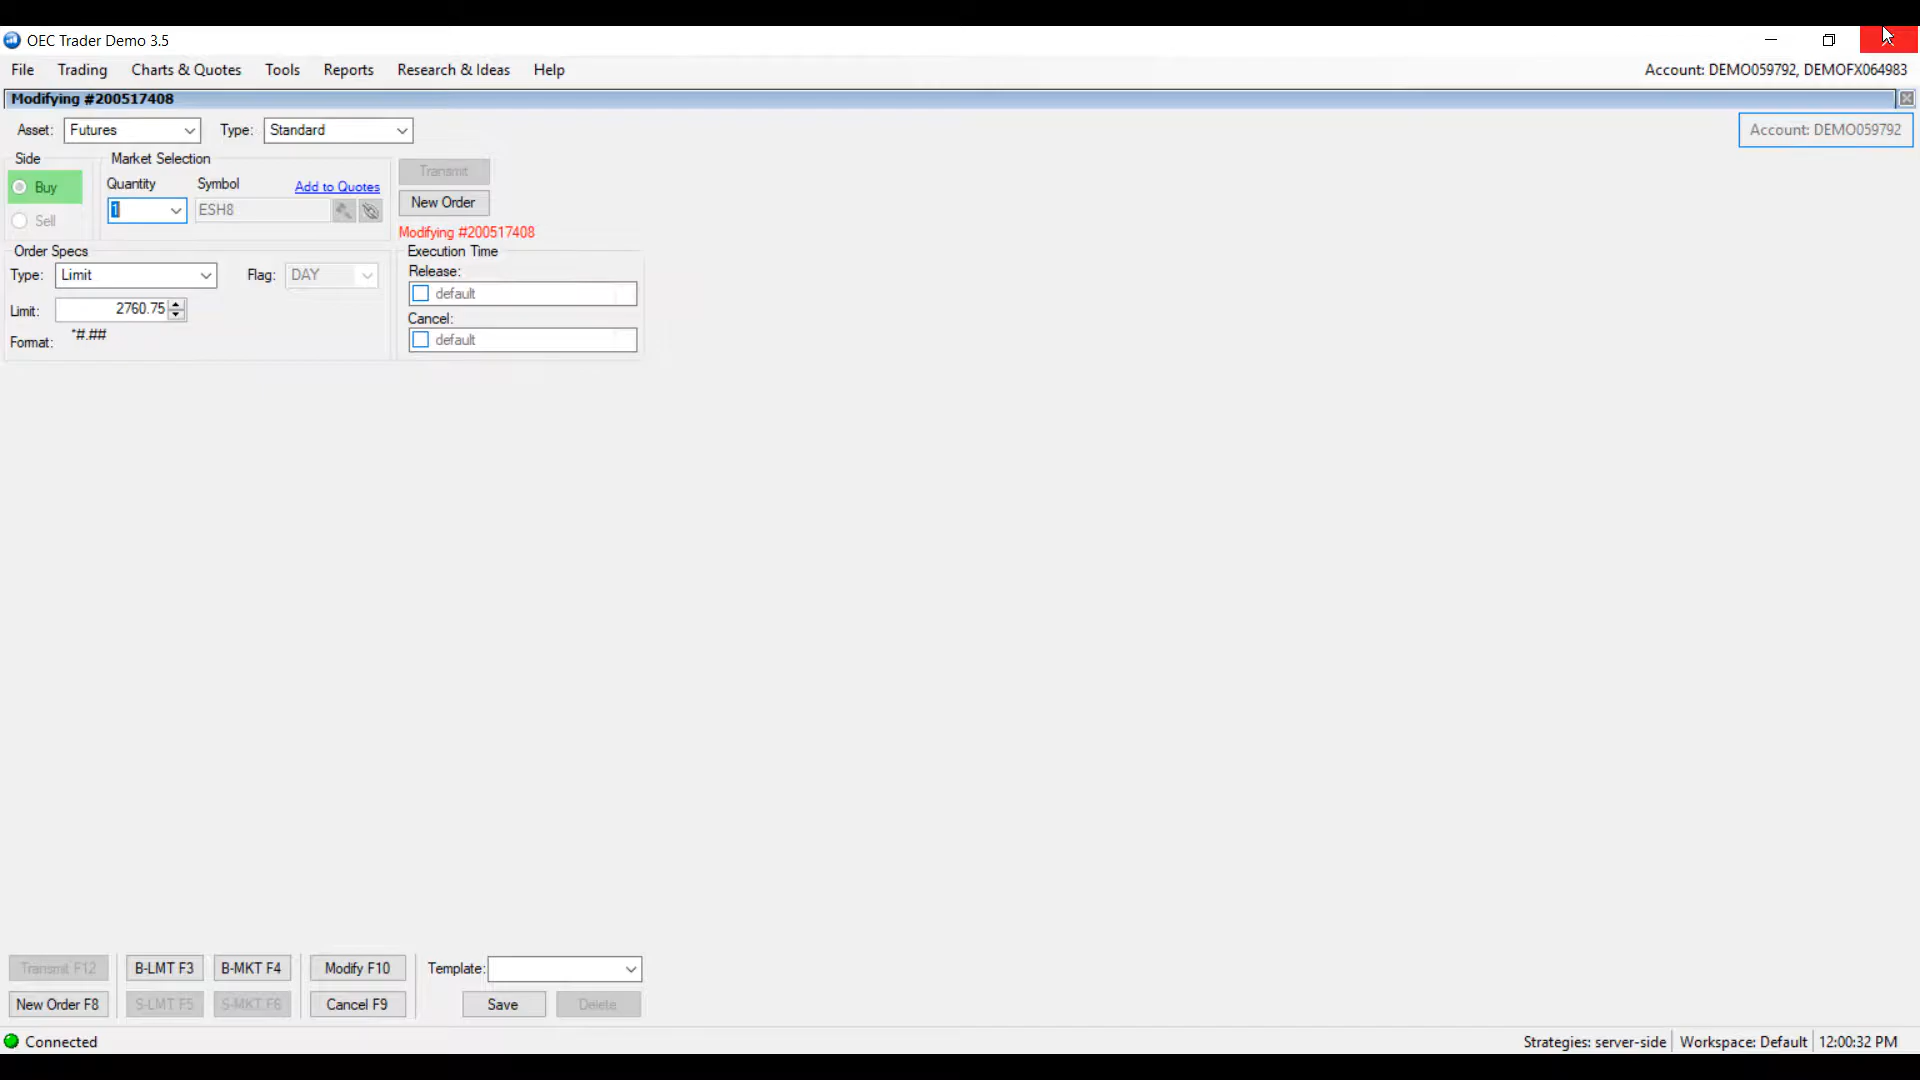 OEC Trader Demo 3.5
File Trading Charts & Quotes Tools Reports Research & Ideas Help Account: DEMO059792, DEMOFX064983
Modifying #200517408
Asset: Futures Type: Standard Account: DEMO059792
Side Market Selection
Transmit
Buy Quantity Symbol Add to Quotes
New Order
1 ESH8
Sell
Modifying #200517408
Order Specs Execution Time
Type: Limit Flag: DAY Release:
default
Limit: 2760.75
Cancel:
Format: *#.## default
Transmit F12 B-LMT F3 B-MKT F4 Modify F10 Template:
New Order F8 S-LMT F5 S-MKT F6 Cancel F9 Save Delete
Connected Strategies: server-side Workspace: Default 12:00:32 PM